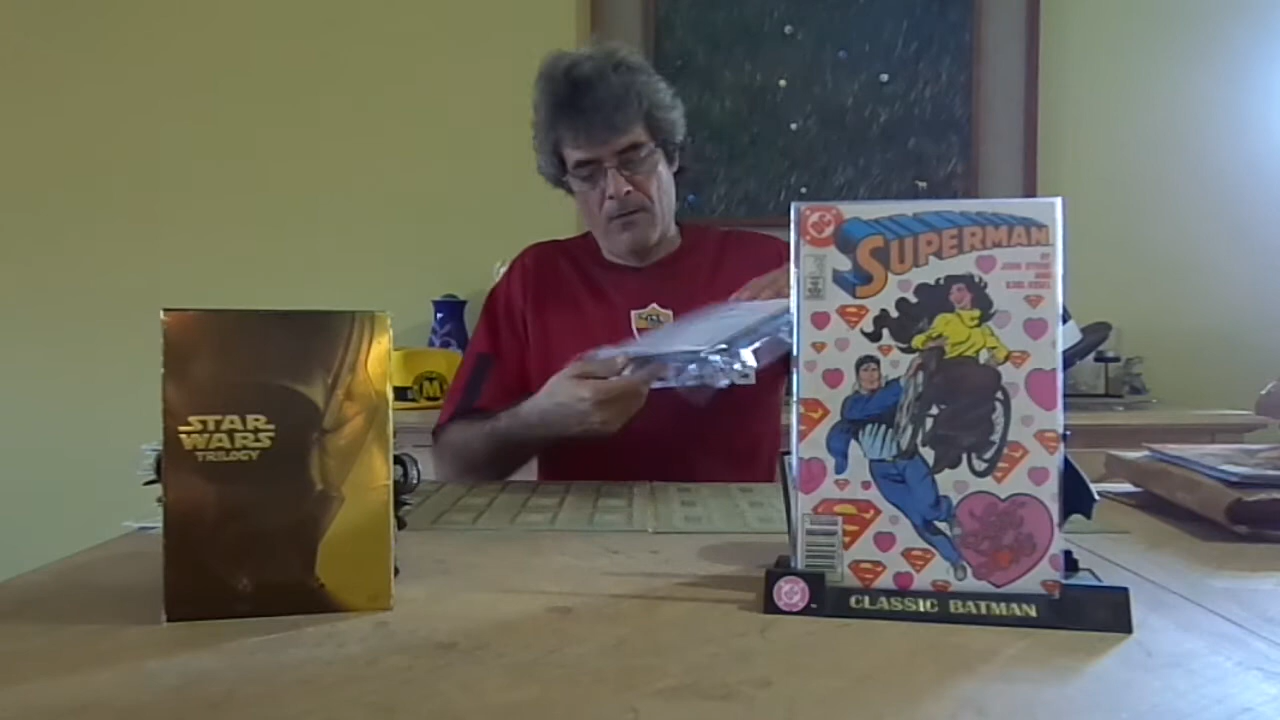 STAR
WARS
TRILOGY
M
DC
SUPERMAN
BY
JOHN BYRNE
AND
KARL KESEL
CLASSIC BATMAN